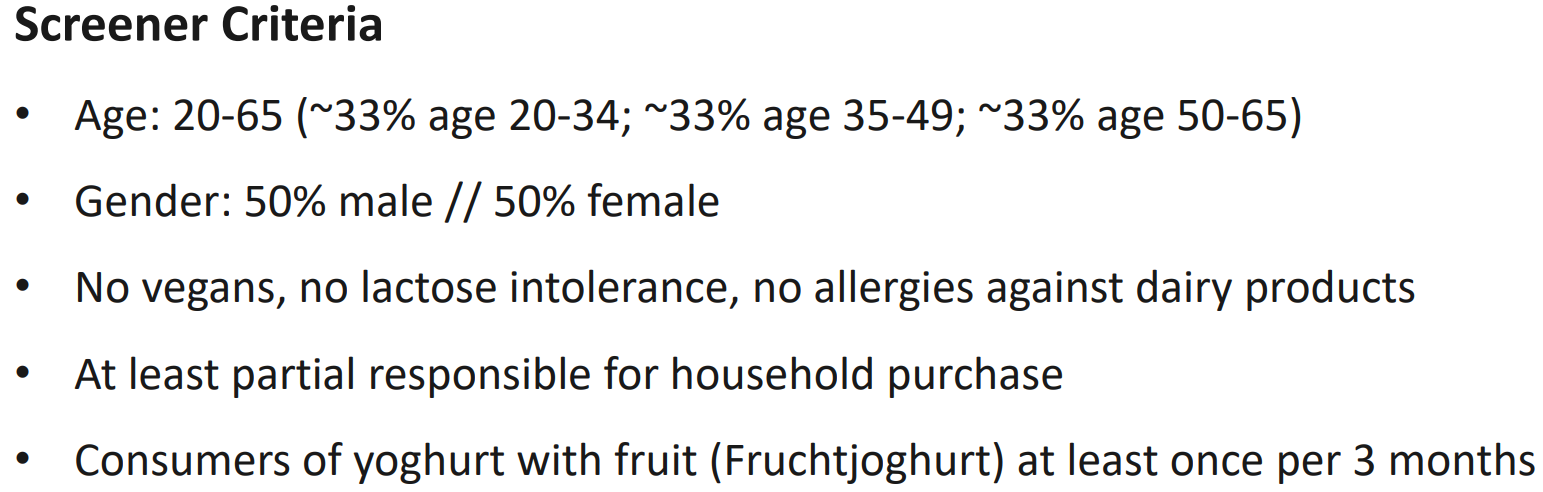 Screener Criteria
• Age: 20-65 (~33% age 20-34; ~33% age 35-49; ~33% age 50-65)
• Gender: 50% male // 50% female
• No vegans, no lactose intolerance, no allergies against dairy products
• At least partial responsible for household purchase
• Consumers of yoghurt with fruit (Fruchtjoghurt) at least once per 3 months